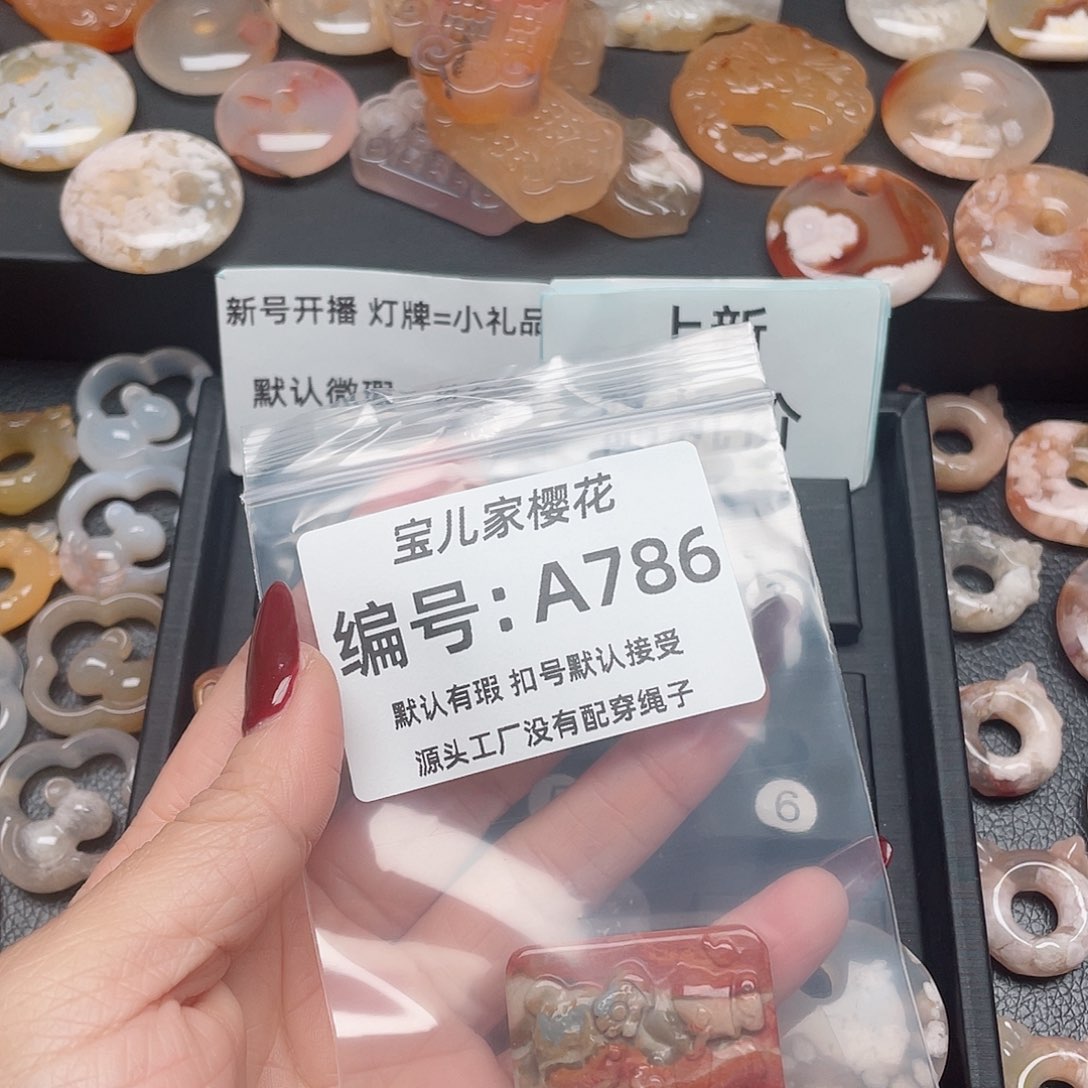 新号开播 灯牌=小礼品
默认微瑕
上新
价
宝儿家樱花
编号：A786
默认有瑕 扣号默认接受
源头工厂没有配穿绳子
6